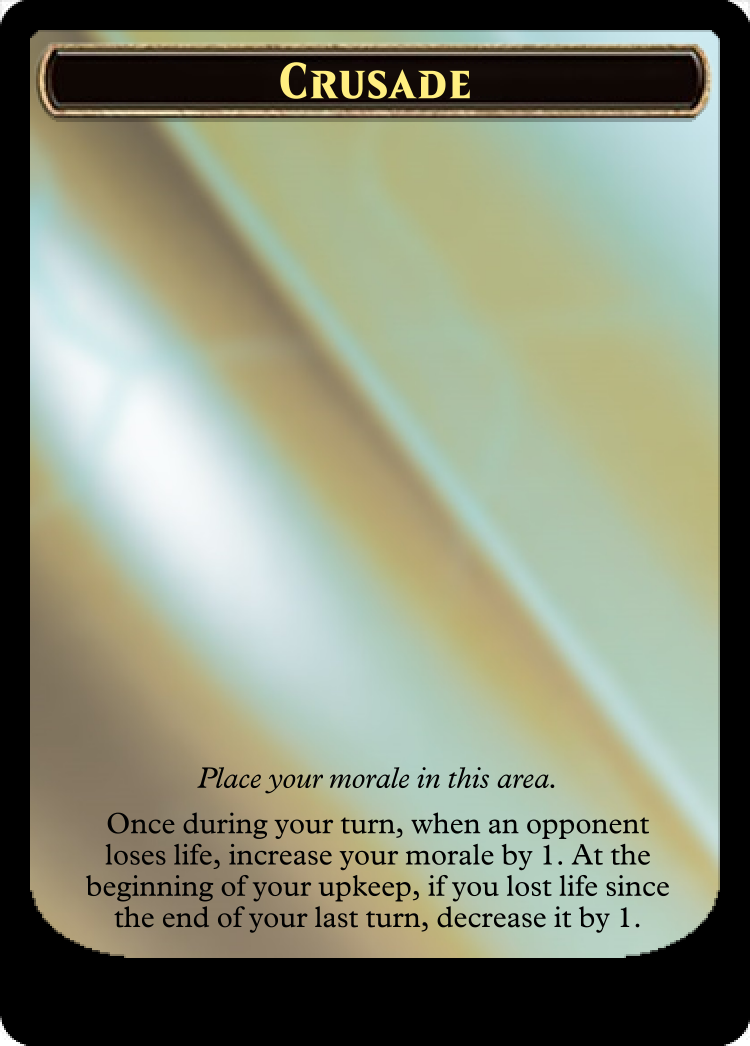 Crusade
Place your morale in this area.
Once during your turn, when an opponent
loses life, increase your morale by 1. At the
beginning of your upkeep, if you lost life since
the end of your last turn, decrease it by 1.